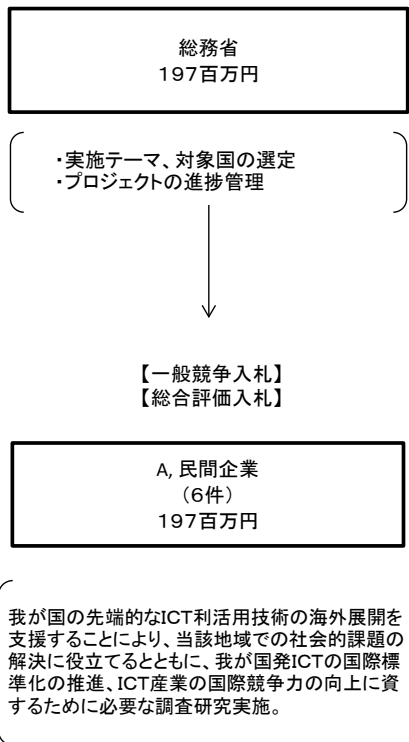 総務省
197百万円
・実施テーマ、対象国の選定
・プロジェクトの進捗管理
【一般競争入札】
【総合評価入札】
A, 民間企業
（6件）
197百万円
我が国の先端的なICT利活用技術の海外展開を
支援することにより、当該地域での社会的課題の
解決に役立てるとともに、我が国発ICTの国際標
準化の推進、ICT産業の国際競争力の向上に資
するために必要な調査研究実施。